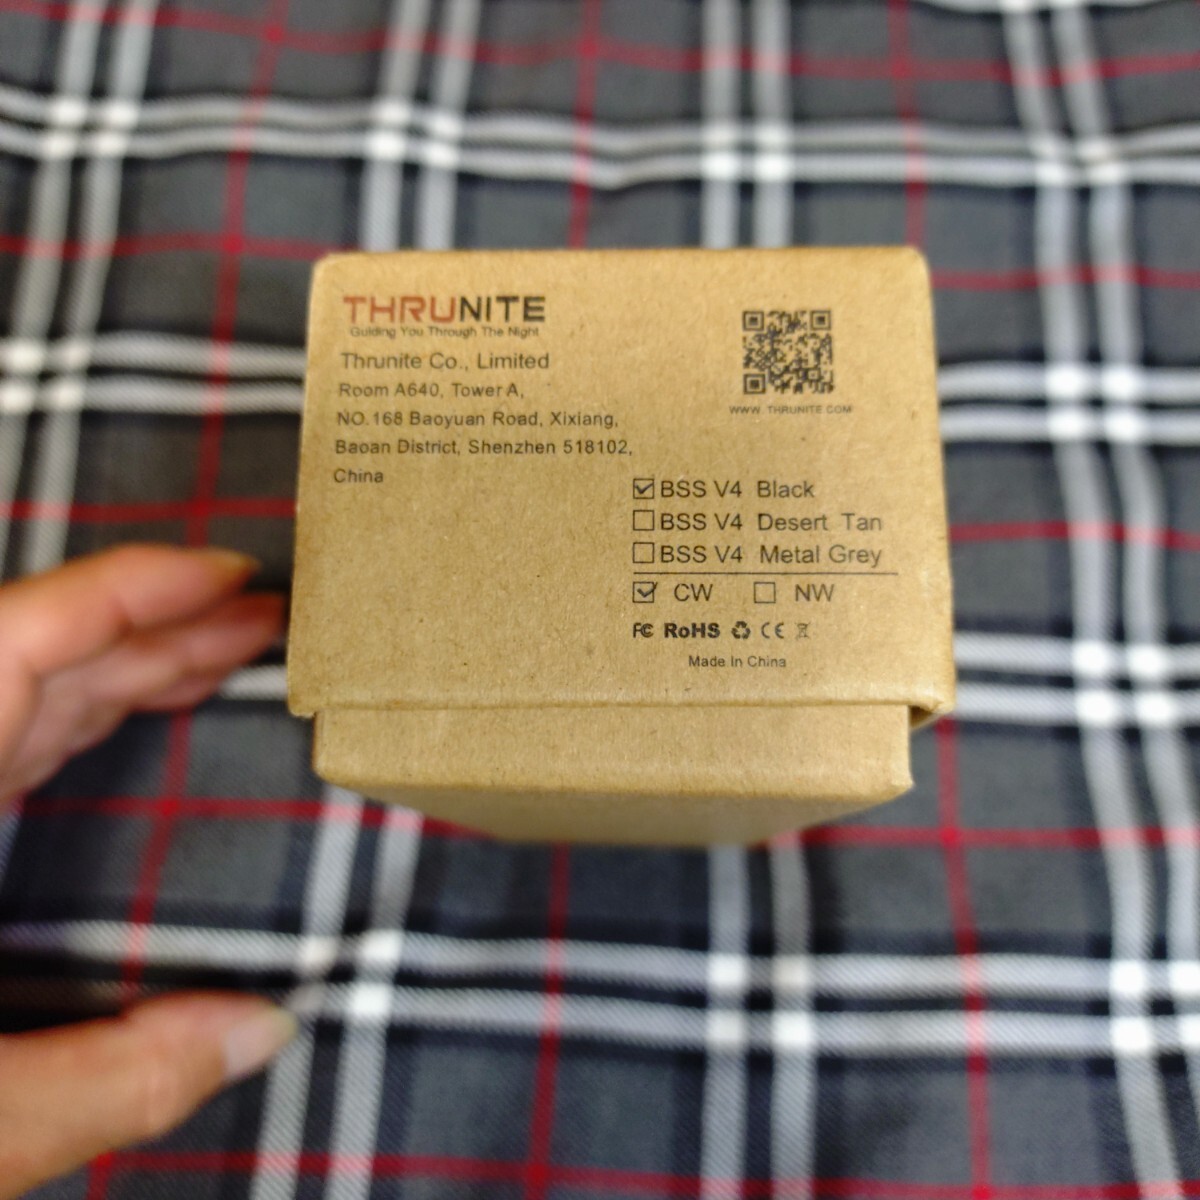 THRUNITE
Guiding You Through The Night
Thrunite Co., Limited
Room A640, Tower A,
NO.168 Baoyuan Road, Xixiang,
Baoan District, Shenzhen 518102,
China
WWW.THRUNITE.COM
BSS V4 Black
BSS V4 Desert Tan
BSS V4 Metal Grey
CW NW
FC RoHS CE
Made In China